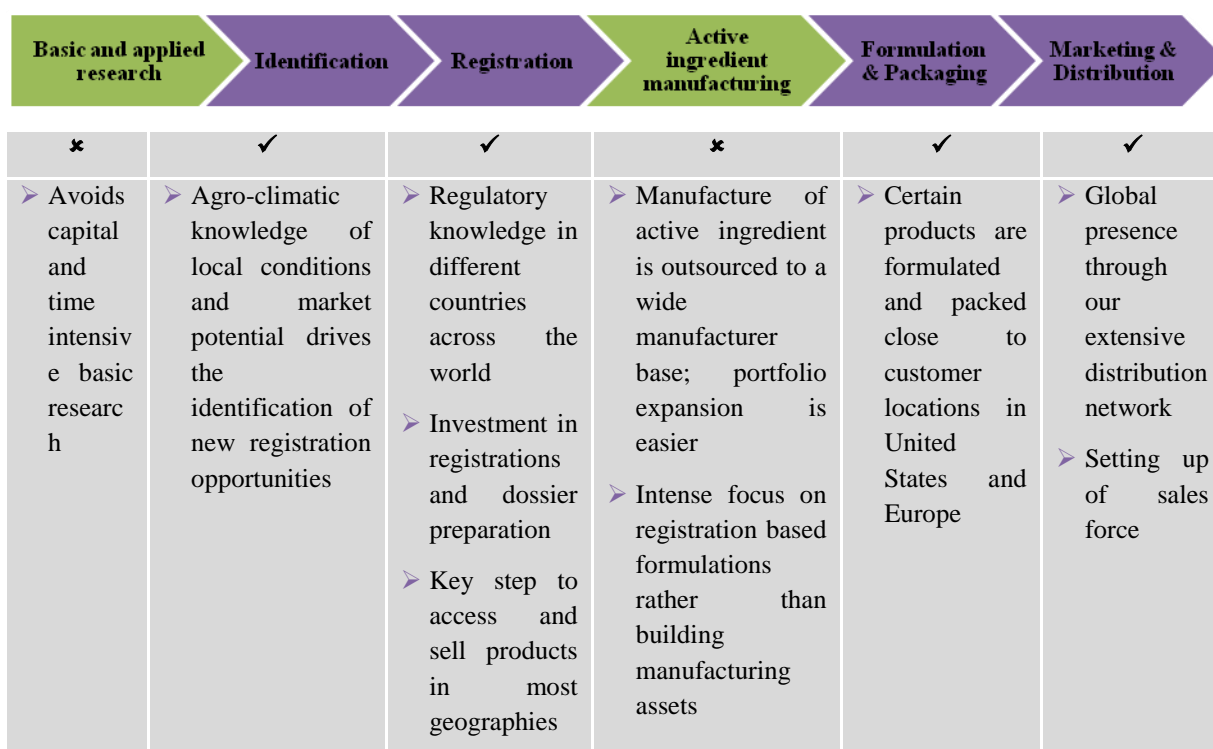 Basic and applied
research
Identification
Registration
Active
ingredient
manufacturing
Formulation
& Packaging
Marketing &
Distribution
✖
✓
✓
✖
✓
✓
➢ Avoids
capital
and
time
intensiv
e basic
researc
h
➢ Agro-climatic
knowledge of
local conditions
and market
potential drives
the
identification of
new registration
opportunities
➢ Regulatory
knowledge in
different
countries
across the
world
➢ Investment in
registrations
and dossier
preparation
➢ Key step to
access and
sell products
in most
geographies
➢ Manufacture of
active ingredient
is outsourced to a
wide
manufacturer
base; portfolio
expansion is
easier
➢ Intense focus on
registration based
formulations
rather than
building
manufacturing
assets
➢ Certain
products are
formulated
and packed
close to
customer
locations in
United
States and
Europe
➢ Global
presence
through
our
extensive
distribution
network
➢ Setting up
of sales
force